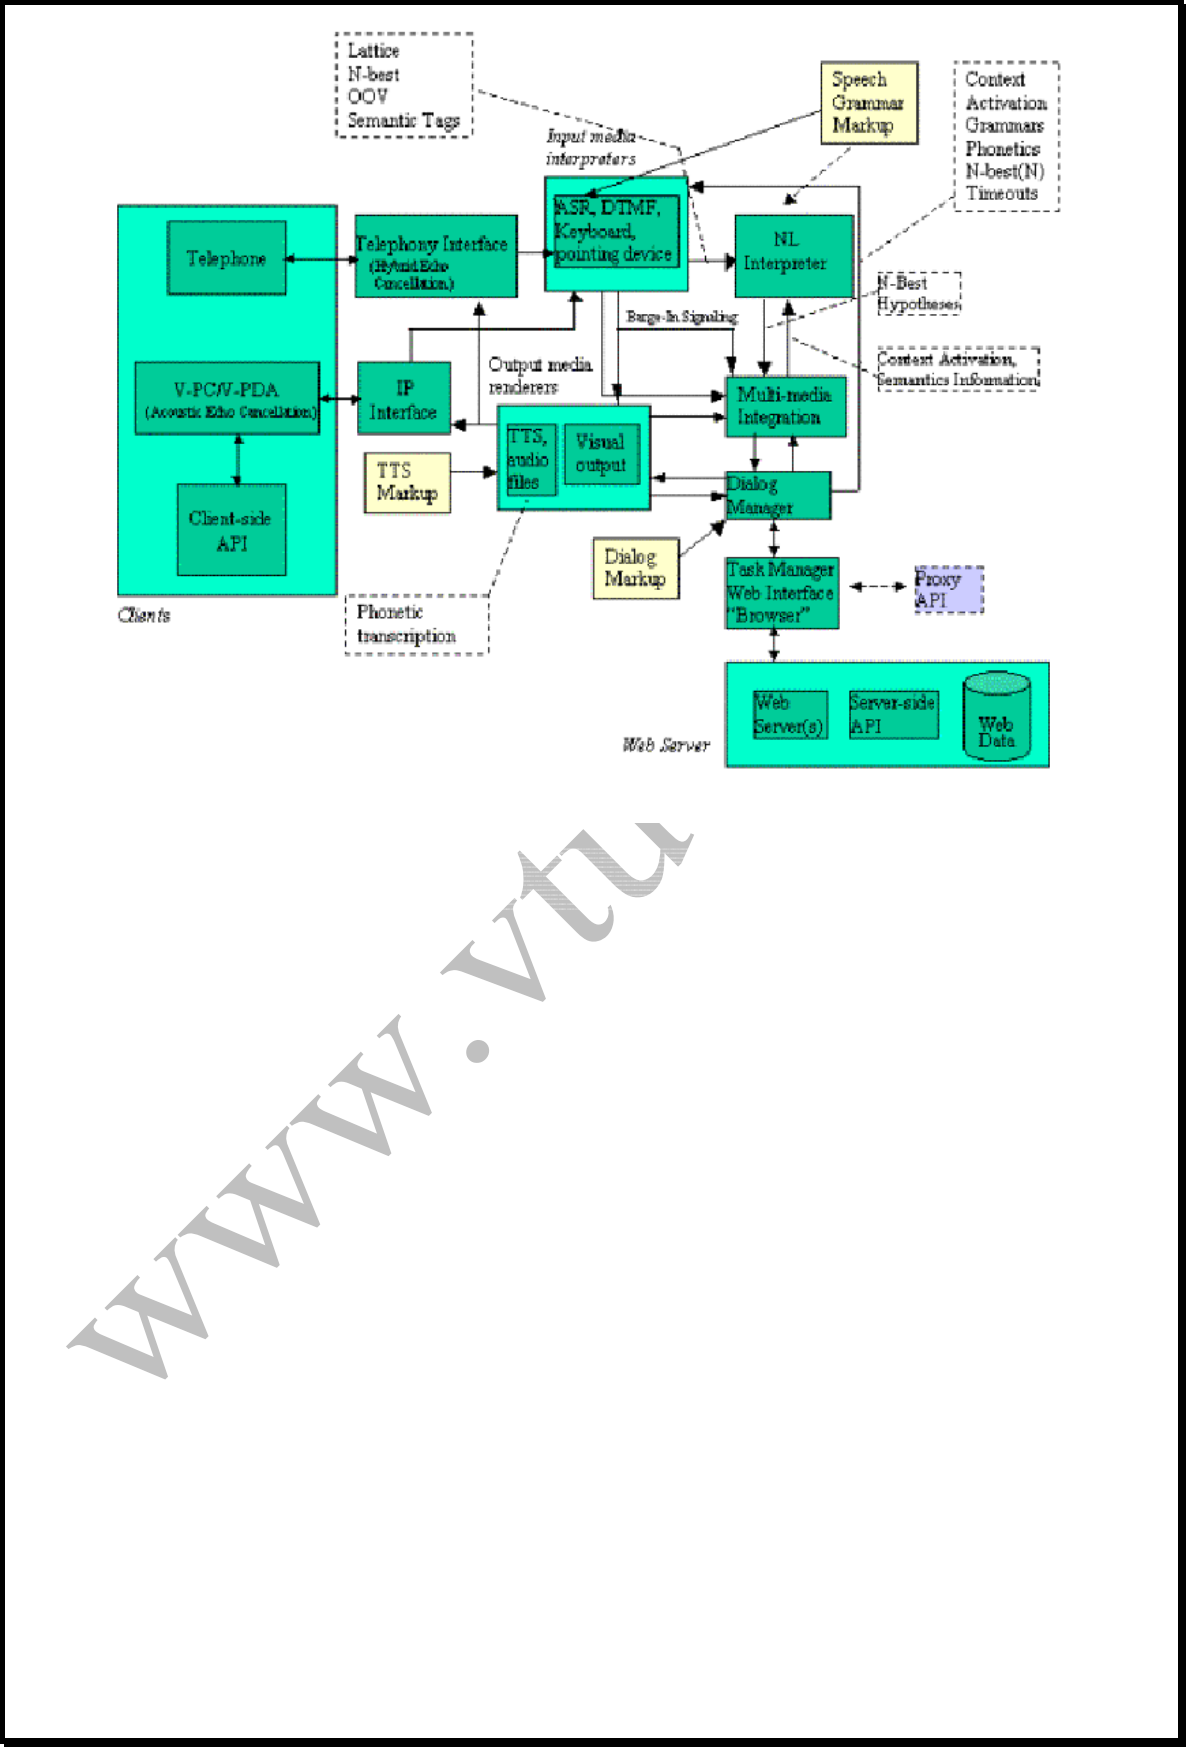 Lattice
N-best
OOV
Semantic Tags
Speech
Grammar
Markup
Context
Activation
Grammars
Phonetics
N-best(N)
Timeouts
Input media
interpreters
ASR, DTMF,
Keyboard,
pointing device
Telephone
Telephony Interface
(Hybrid Echo
Cancellation)
NL
Interpreter
N-Best
Hypotheses
Barge-In Signaling
Context Activation,
Semantics Information
V-PC/V-PDA
(Acoustic Echo Cancellation)
IP
Interface
Output media
renderers
Multi-media
Integration
TTS,
audio
files
Visual
output
TTS
Markup
Dialog
Manager
Client-side
API
Dialog
Markup
Task Manager
Web Interface
"Browser"
Proxy
API
Clients
Phonetic
transcription
Web
Server(s)
Server-side
API
Web
Data
Web Server
www.vtu